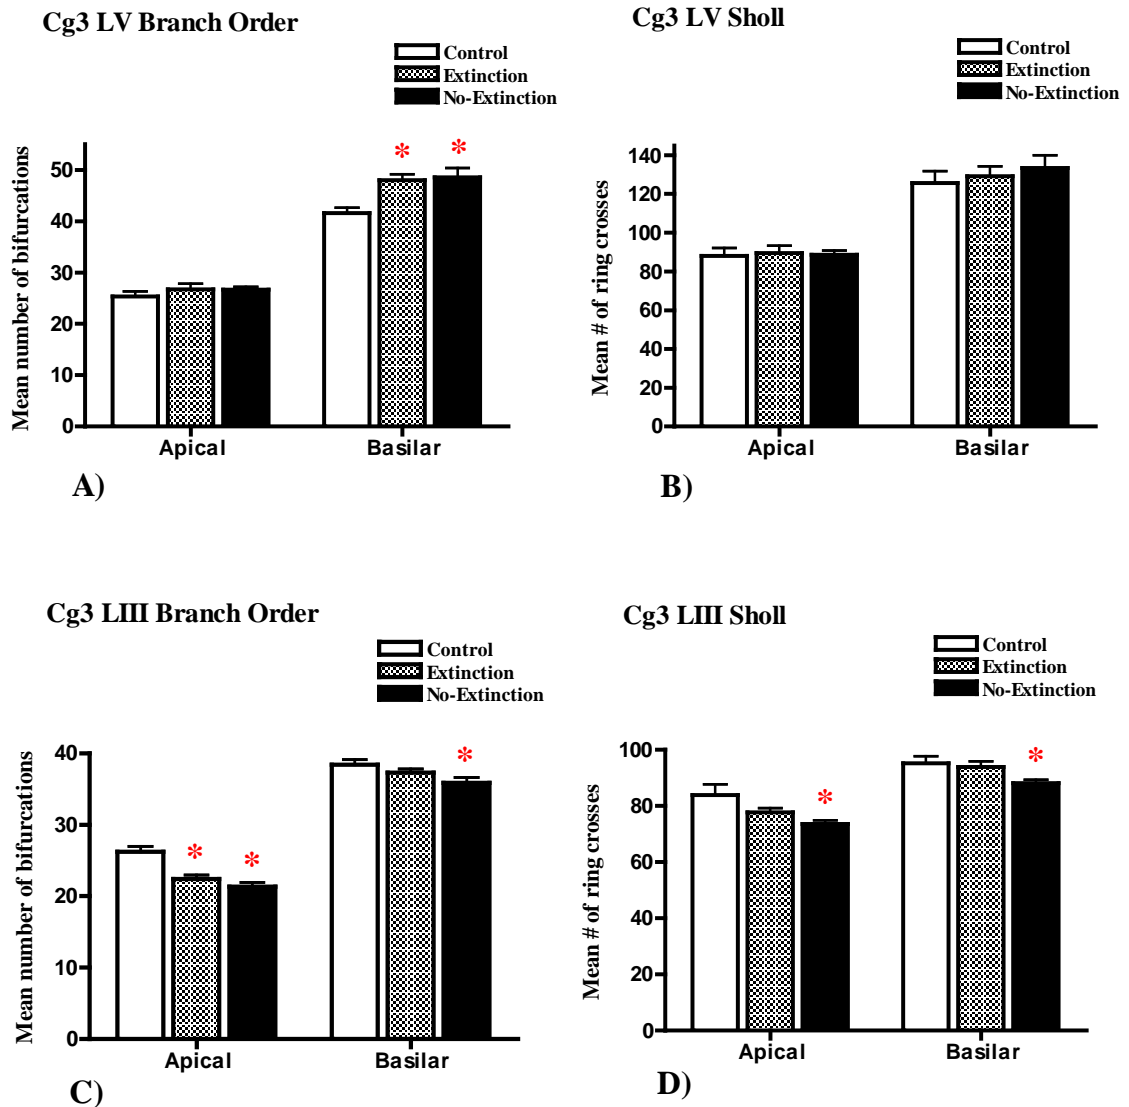 Cg3 LV Branch Order
Control
Extinction
No-Extinction
Mean number of bifurcations
50
40
30
20
10
0
* *
Apical Basilar
A)
Cg3 LV Sholl
Control
Extinction
No-Extinction
Mean # of ring crosses
140
120
100
80
60
40
20
0
Apical Basilar
B)
Cg3 LIII Branch Order
Control
Extinction
No-Extinction
Mean number of bifurcations
40
30
20
10
0
* * *
Apical Basilar
C)
Cg3 LIII Sholl
Control
Extinction
No-Extinction
Mean # of ring crosses
100
80
60
40
20
0
* *
Apical Basilar
D)